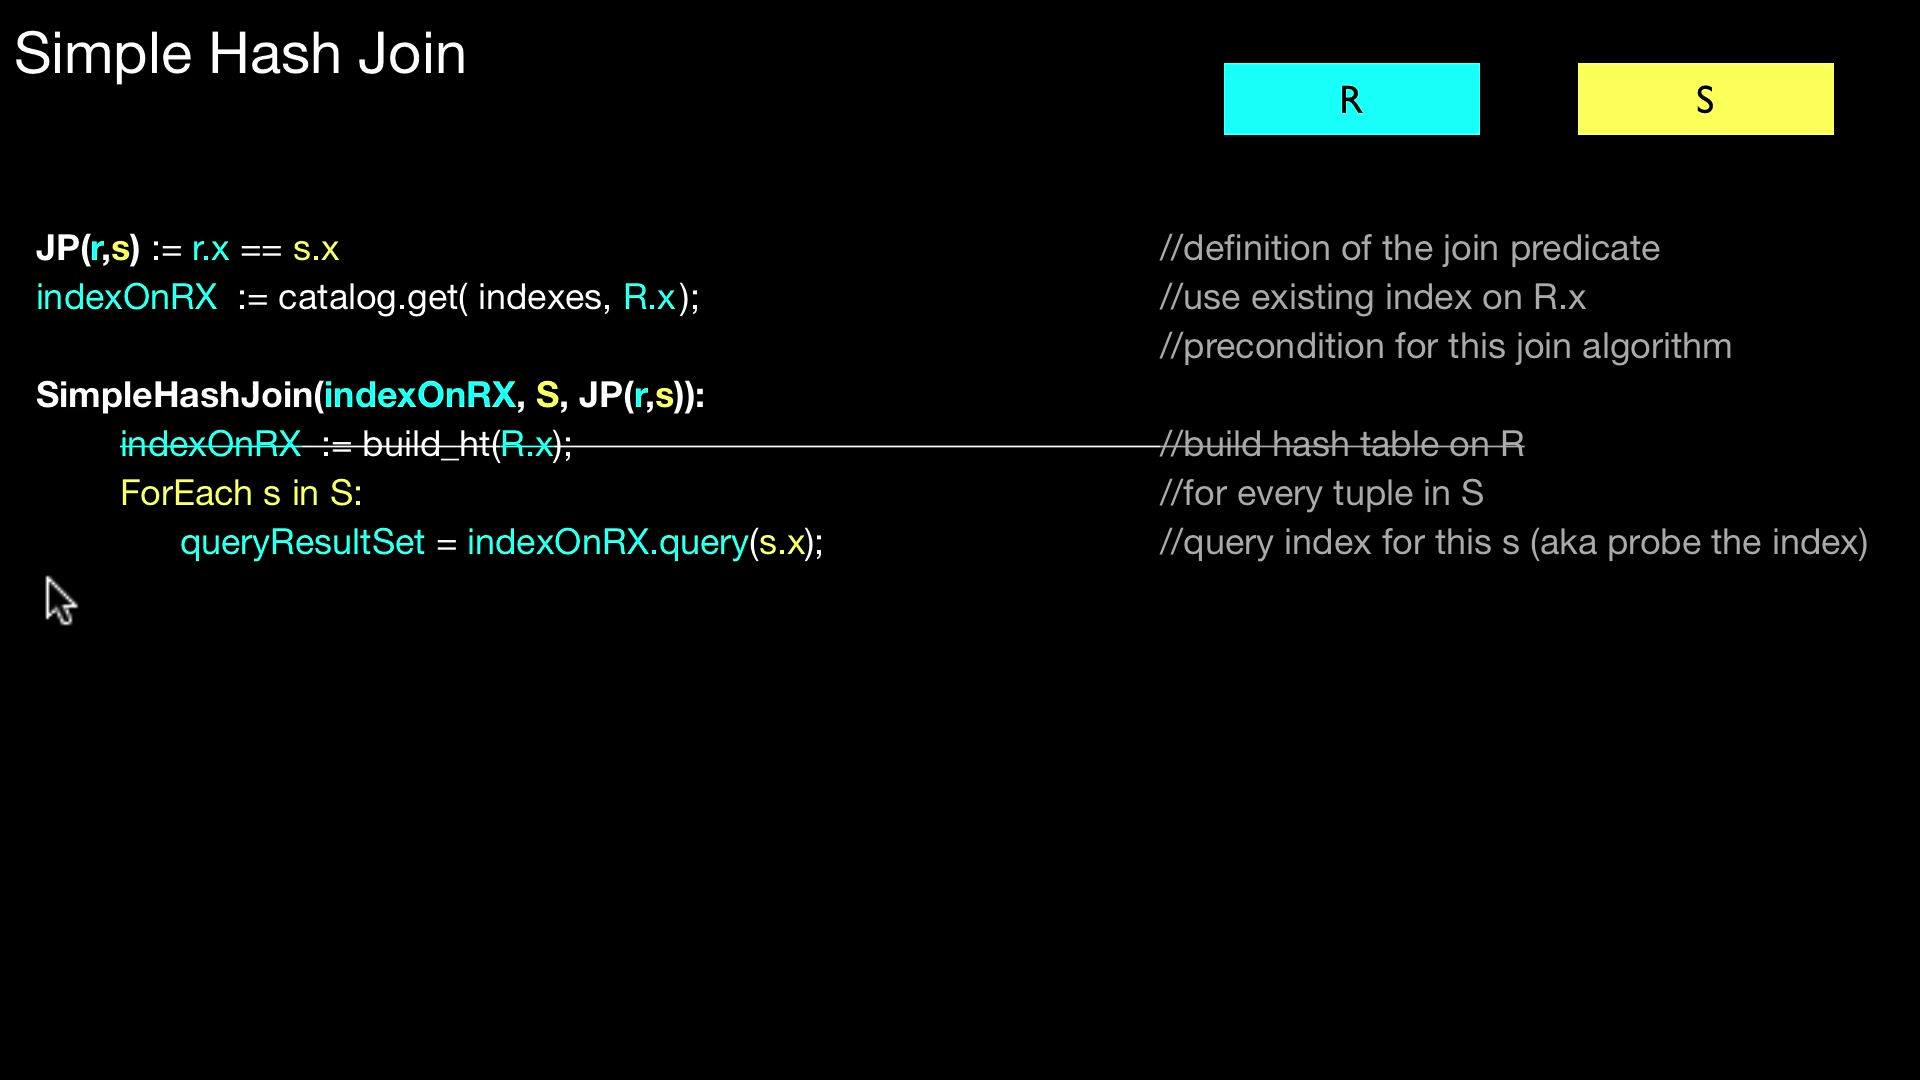 Simple Hash Join
R
S
JP(r,s) := r.x == s.x //definition of the join predicate
indexOnRX := catalog.get( indexes, R.x); //use existing index on R.x
//precondition for this join algorithm
SimpleHashJoin(indexOnRX, S, JP(r,s)):
indexOnRX := build_ht(R.x); //build hash table on R
ForEach s in S: //for every tuple in S
queryResultSet = indexOnRX.query(s.x); //query index for this s (aka probe the index)